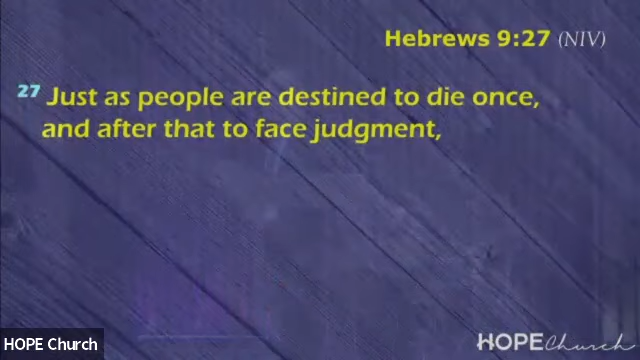 Hebrews 9:27 (NIV)
27 Just as people are destined to die once,
and after that to face judgment,
HOPE Church
HOPE Church